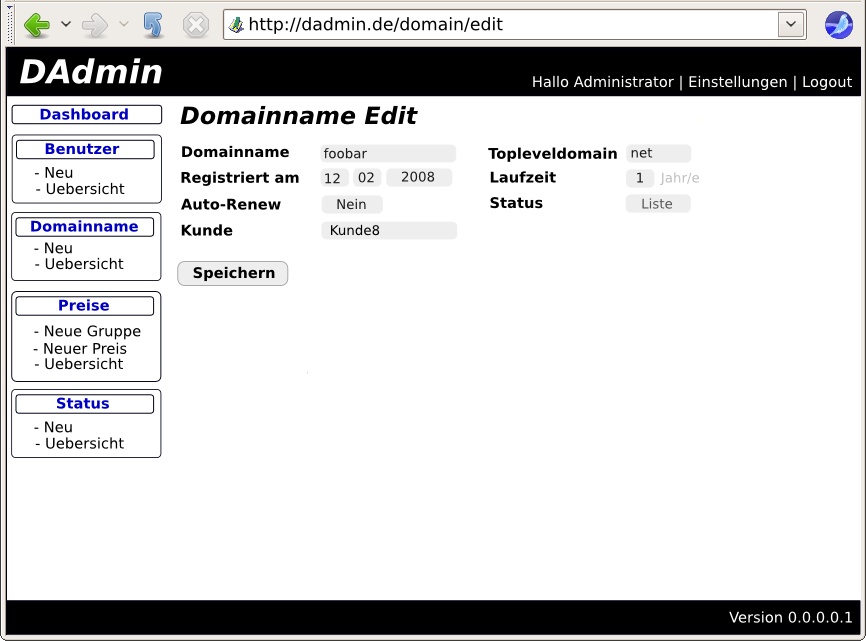 http://dadmin.de/domain/edit
DAdmin
Hallo Administrator | Einstellungen | Logout
Dashboard
Benutzer
- Neu
- Uebersicht
Domainname
- Neu
- Uebersicht
Preise
- Neue Gruppe
- Neuer Preis
- Uebersicht
Status
- Neu
- Uebersicht
Domainname Edit
Domainname foobar Topleveldomain net
Registriert am 12 02 2008 Laufzeit 1 Jahr/e
Auto-Renew Nein Status Liste
Kunde Kunde8
Speichern
Version 0.0.0.0.1